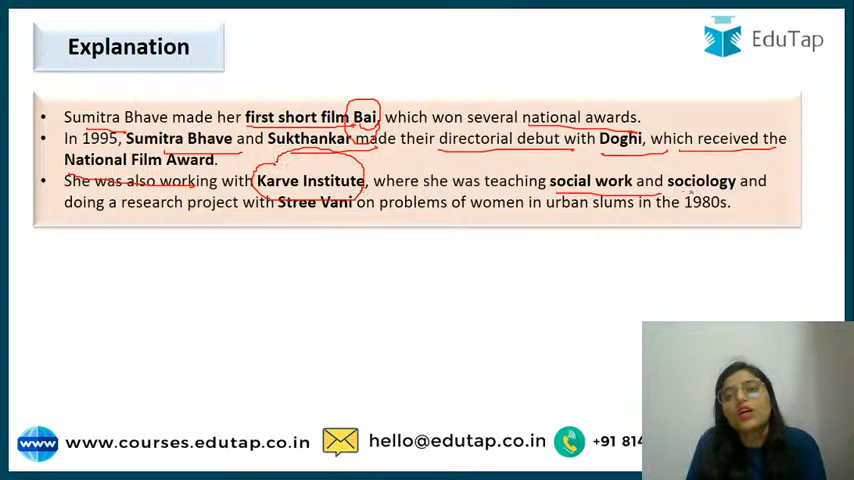 Explanation
EduTap
• Sumitra Bhave made her first short film Bai, which won several national awards.
• In 1995, Sumitra Bhave and Sukthankar made their directorial debut with Doghi, which received the
National Film Award.
• She was also working with Karve Institute, where she was teaching social work and sociology and
doing a research project with Stree Vani on problems of women in urban slums in the 1980s.
www www.courses.edutap.co.in hello@edutap.co.in +91 814